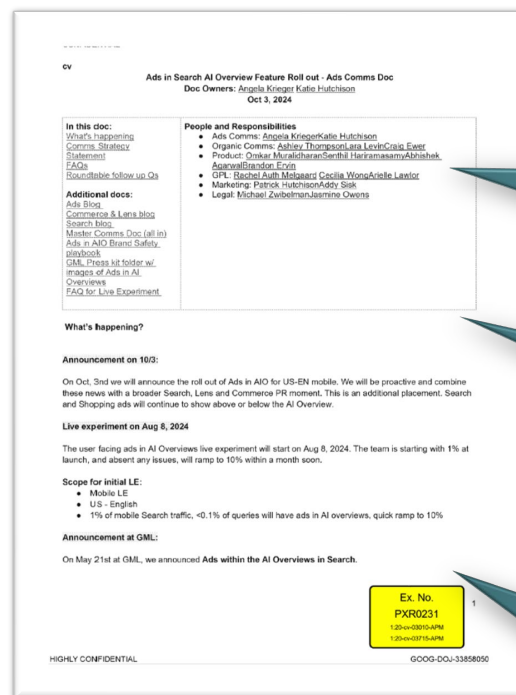 cv
Ads in Search AI Overview Feature Roll out - Ads Comms Doc
Doc Owners: Angela Krieger Katie Hutchison
Oct 3, 2024
In this doc:
What's happening
Comms Strategy
Statement
FAQs
Roundtable follow up Qs
Additional docs:
Ads Blog
Commerce & Lens blog
Search blog
Master Comms Doc (all in)
Ads in AIO Brand Safety
playbook
GML Press kit folder w/
images of Ads in AI
Overviews
FAQ for Live Experiment
People and Responsibilities
● Ads Comms: Angela KriegerKatie Hutchison
● Organic Comms: Ashley ThompsonLara LevinCraig Ewer
● Product: Omkar MuralidharanSenthil HariramasamyAbhishek
AgarwalBrandon Ervin
● GPL: Rachel Auth Melgaard Cecilia WongArielle Lawlor
● Marketing: Patrick HutchisonAddy Sisk
● Legal: Michael ZwibelmanJasmine Owens
What's happening?
Announcement on 10/3:
On Oct, 3nd we will announce the roll out of Ads in AIO for US-EN mobile. We will be proactive and combine
these news with a broader Search, Lens and Commerce PR moment. This is an additional placement. Search
and Shopping ads will continue to show above or below the AI Overview.
Live experiment on Aug 8, 2024
The user facing ads in AI Overviews live experiment will start on Aug 8, 2024. The team is starting with 1% at
launch, and absent any issues, will ramp to 10% within a month soon.
Scope for initial LE:
● Mobile LE
● US - English
● 1% of mobile Search traffic, <0.1% of queries will have ads in AI overviews, quick ramp to 10%
Announcement at GML:
On May 21st at GML, we announced Ads within the AI Overviews in Search.
Ex. No.
PXR0231
1:20-cv-03010-APM
1:20-cv-03715-APM
1
HIGHLY CONFIDENTIAL
GOOG-DOJ-33858050